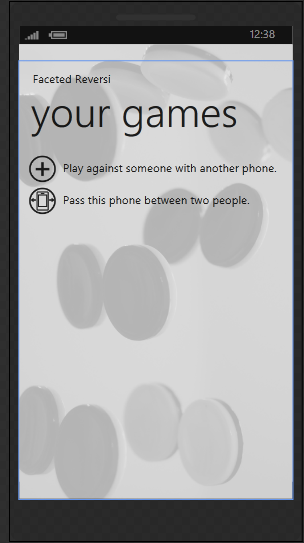 12:38
Faceted Reversi
your games
Play against someone with another phone.
Pass this phone between two people.